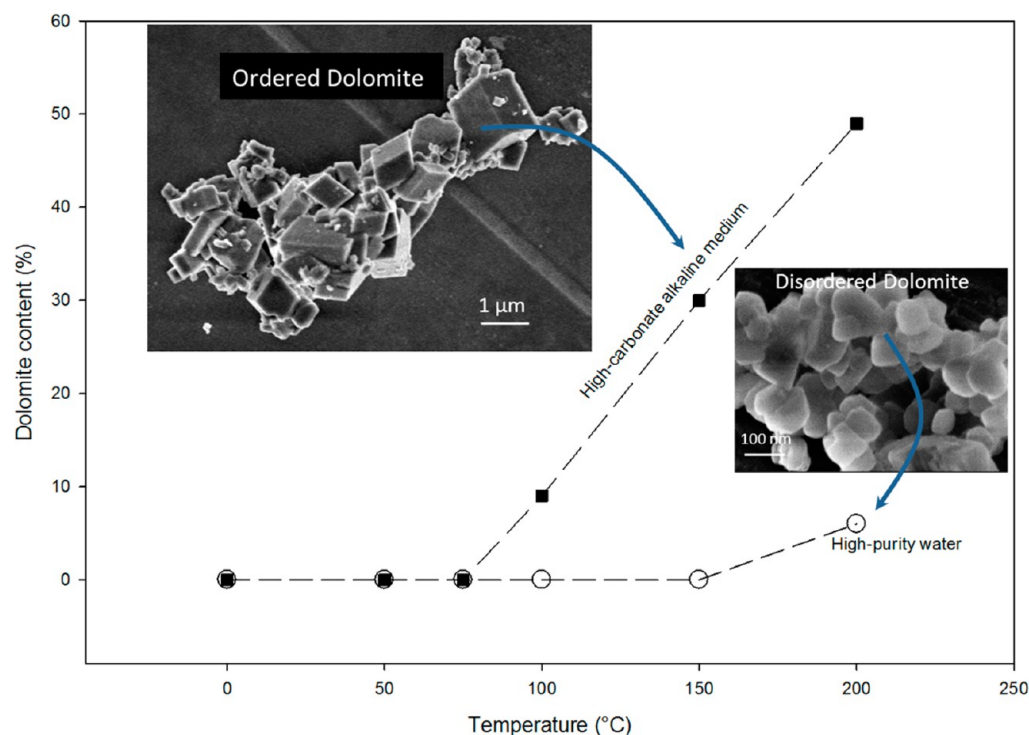 60
50
40
30
20
10
0
Dolomite content (%)
Ordered Dolomite
1 µm
High-carbonate alkaline medium
Disordered Dolomite
100 nm
High-purity water
0
50
100
150
200
250
Temperature (°C)